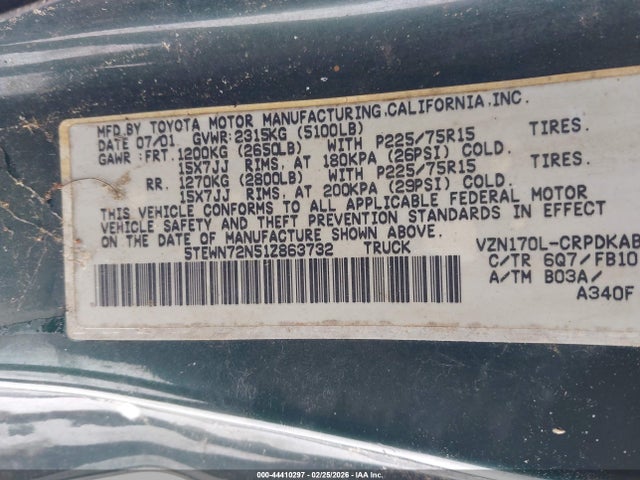 MFD BY TOYOTA MOTOR MANUFACTURING,CALIFORNIA,INC.
DATE 07/01 GVWR:2315KG (5100LB)
GAWR : FRT. 1200KG (2650LB) WITH P225/75R15 TIRES.
15X7JJ RIMS, AT 180KPA (26PSI) COLD.
RR. 1270KG (2800LB) WITH P225/75R15 TIRES.
15X7JJ RIMS, AT 200KPA (29PSI) COLD.
THIS VEHICLE CONFORMS TO ALL APPLICABLE FEDERAL MOTOR
VEHICLE SAFETY AND THEFT PREVENTION STANDARDS IN EFFECT
ON THE DATE OF MANUFACTURE SHOWN ABOVE.
5TEWN72N51Z863732 TRUCK VZN170L-CRPDKAB
C/TR 6Q7/FB10
A/TM B03A/
A340F
000-44410297 - 02/25/2026 - IAA Inc.